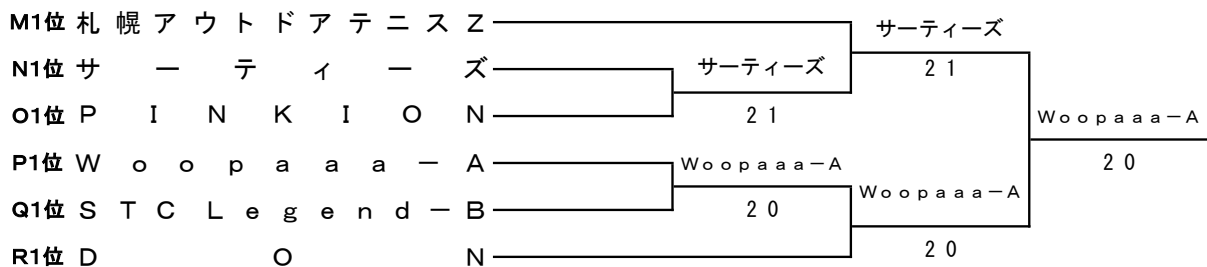 M1位 札幌アウトドアテニスZ
サーティーズ
N1位 サーティーズ
サーティーズ
21
O1位 PINKION
21
Woopaaa－A
P1位 Woopaaa－A
Woopaaa－A
20
Woopaaa－A
Q1位 STCLegend－B
20
20
R1位 DON